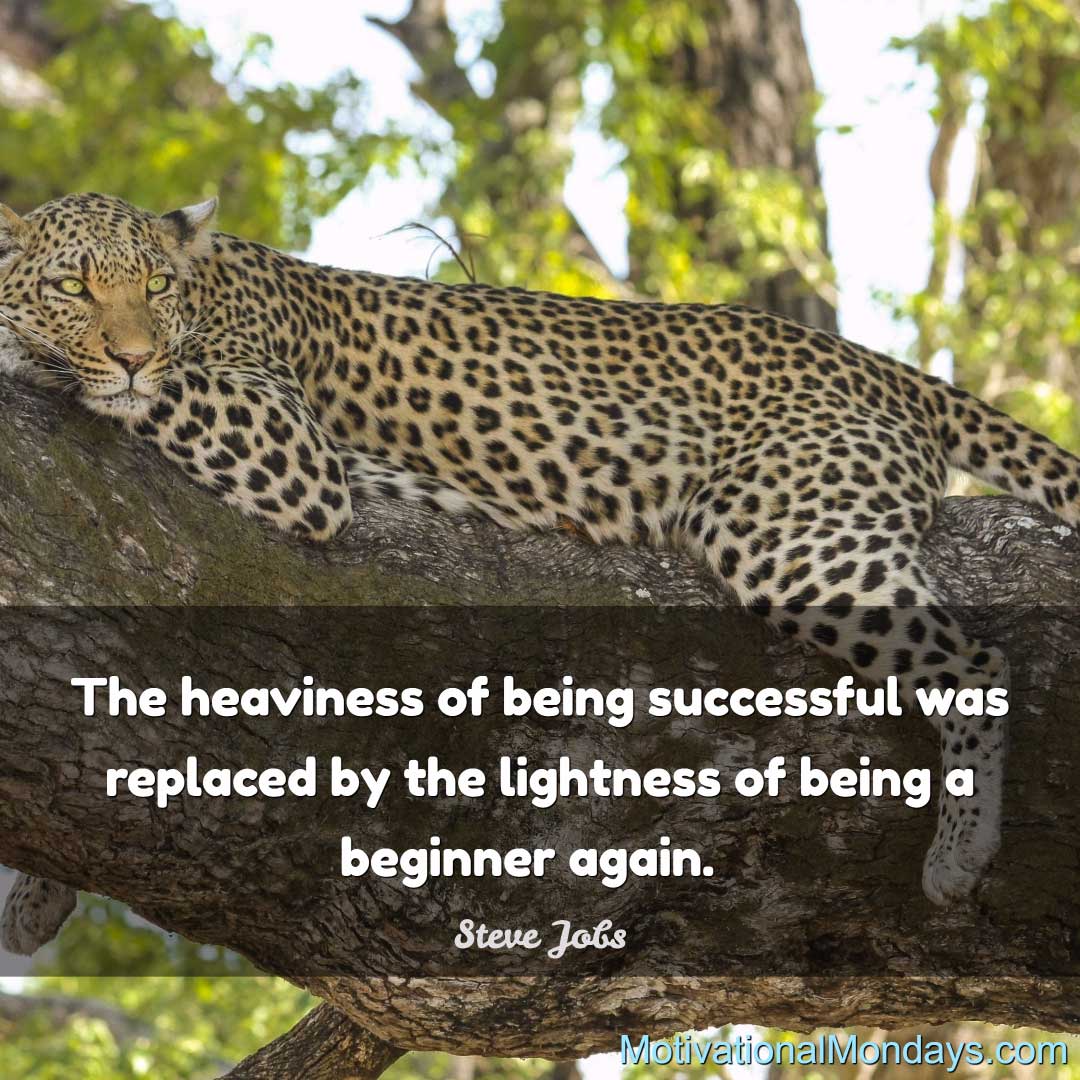 The heaviness of being successful was
replaced by the lightness of being a
beginner again.
Steve Jobs
MotivationalMondays.com